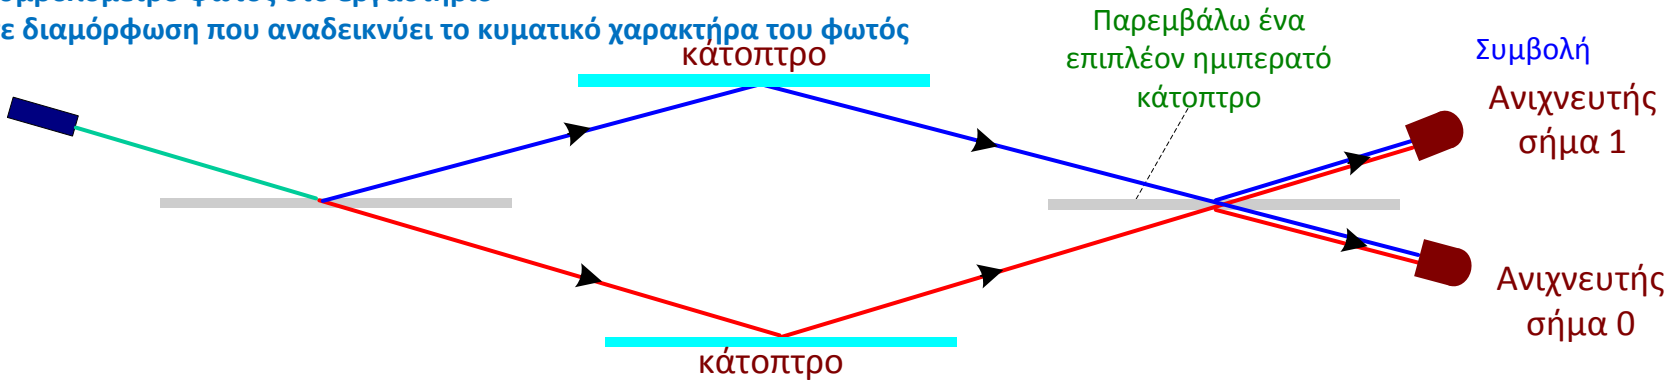 ε διαμόρφωση που αναδεικνύει το κυματικό χαρακτήρα του φωτός
κάτοπτρο
Παρεμβάλω ένα
επιπλέον ημιπερατό
κάτοπτρο
Συμβολή
Ανιχνευτής
σήμα 1
Ανιχνευτής
σήμα 0
κάτοπτρο